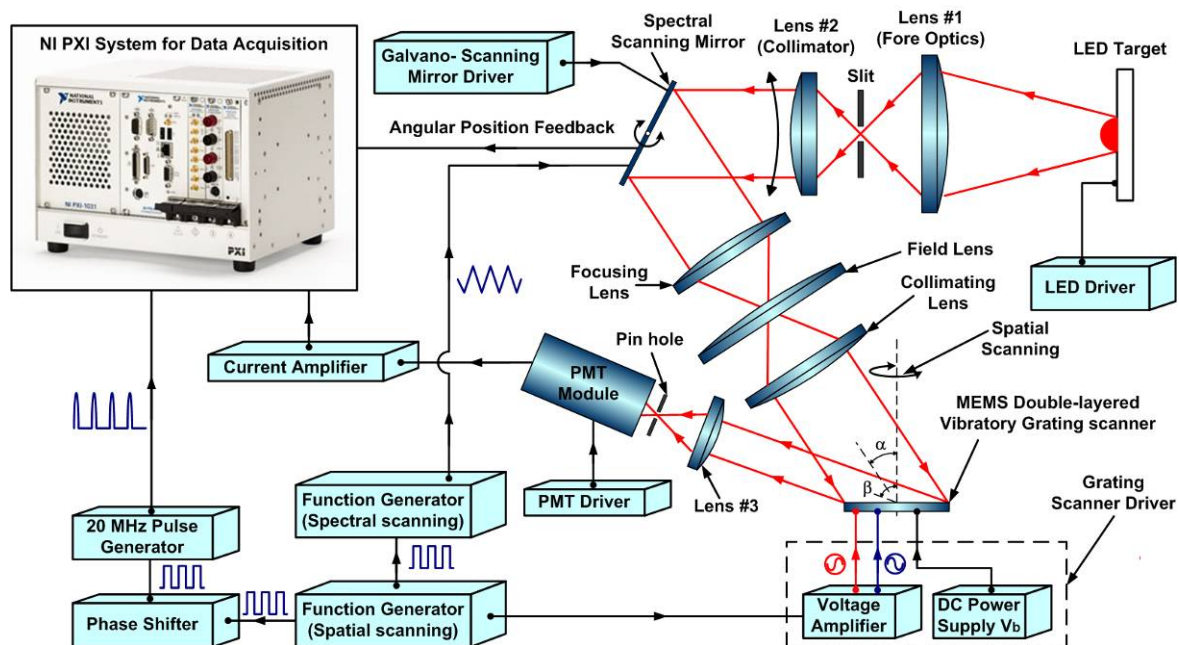 NI PXI System for Data Acquisition
NATIONAL INSTRUMENTS
NI PXI-1031
PXI
Galvano- Scanning
Mirror Driver
Spectral
Scanning Mirror
Lens #2
(Collimator)
Slit
Lens #1
(Fore Optics)
LED Target
Angular Position Feedback
Focusing
Lens
Field Lens
Collimating
Lens
LED Driver
Spatial
Scanning
Current Amplifier
PMT
Module
Pin hole
MEMS Double-layered
Vibratory Grating scanner
α
β
Lens #3
PMT Driver
Grating
Scanner Driver
Function Generator
(Spectral scanning)
20 MHz Pulse
Generator
Phase Shifter
Function Generator
(Spatial scanning)
Voltage
Amplifier
DC Power
Supply Vb